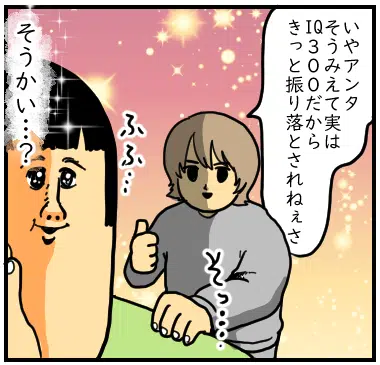 いやアンタ
そうみえて実は
IQ300だから
きっと振り落とされねぇさ
そっ……
ふふ…
そうかい…?